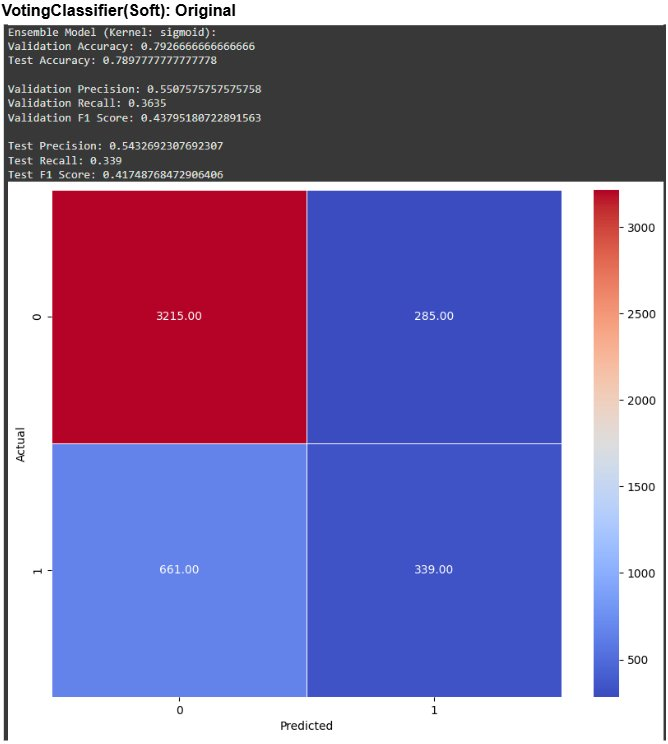 VotingClassifier(Soft): Original
Ensemble Model (Kernel: sigmoid):
Validation Accuracy: 0.7926666666666666
Test Accuracy: 0.7897777777777778
Validation Precision: 0.5507575757575758
Validation Recall: 0.3635
Validation F1 Score: 0.43795180722891563
Test Precision: 0.5432692307692307
Test Recall: 0.339
Test F1 Score: 0.41748768472906406
3000
0
3215.00
285.00
2500
2000
Actual
1500
1
661.00
339.00
1000
500
0
1
Predicted